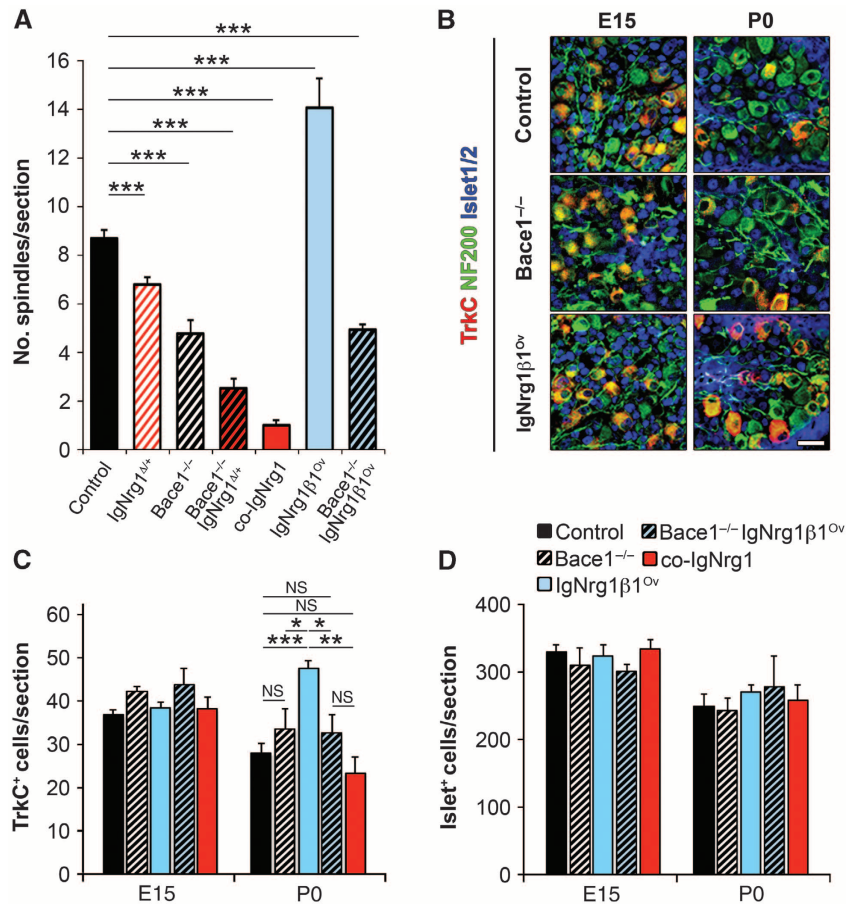 A
***
***
***
***
***
***
No. spindles/section
16
14
12
10
8
6
4
2
0
Control
IgNrg1Δ/+
Bace1−/−
Bace1−/−
IgNrg1Δ/+
co-IgNrg1
IgNrg1β1Ov
Bace1−/−
IgNrg1β1Ov
B
E15 P0
TrkC NF200 Islet1/2
Control
Bace1−/−
IgNrg1β1Ov
Control
Bace1−/−
IgNrg1β1Ov
Bace1−/− IgNrg1β1Ov
co-IgNrg1
C
TrkC+ cells/section
60
50
40
30
20
10
0
NS
NS
* *
*** **
NS NS
E15 P0
D
Islet+ cells/section
400
300
200
100
0
E15 P0